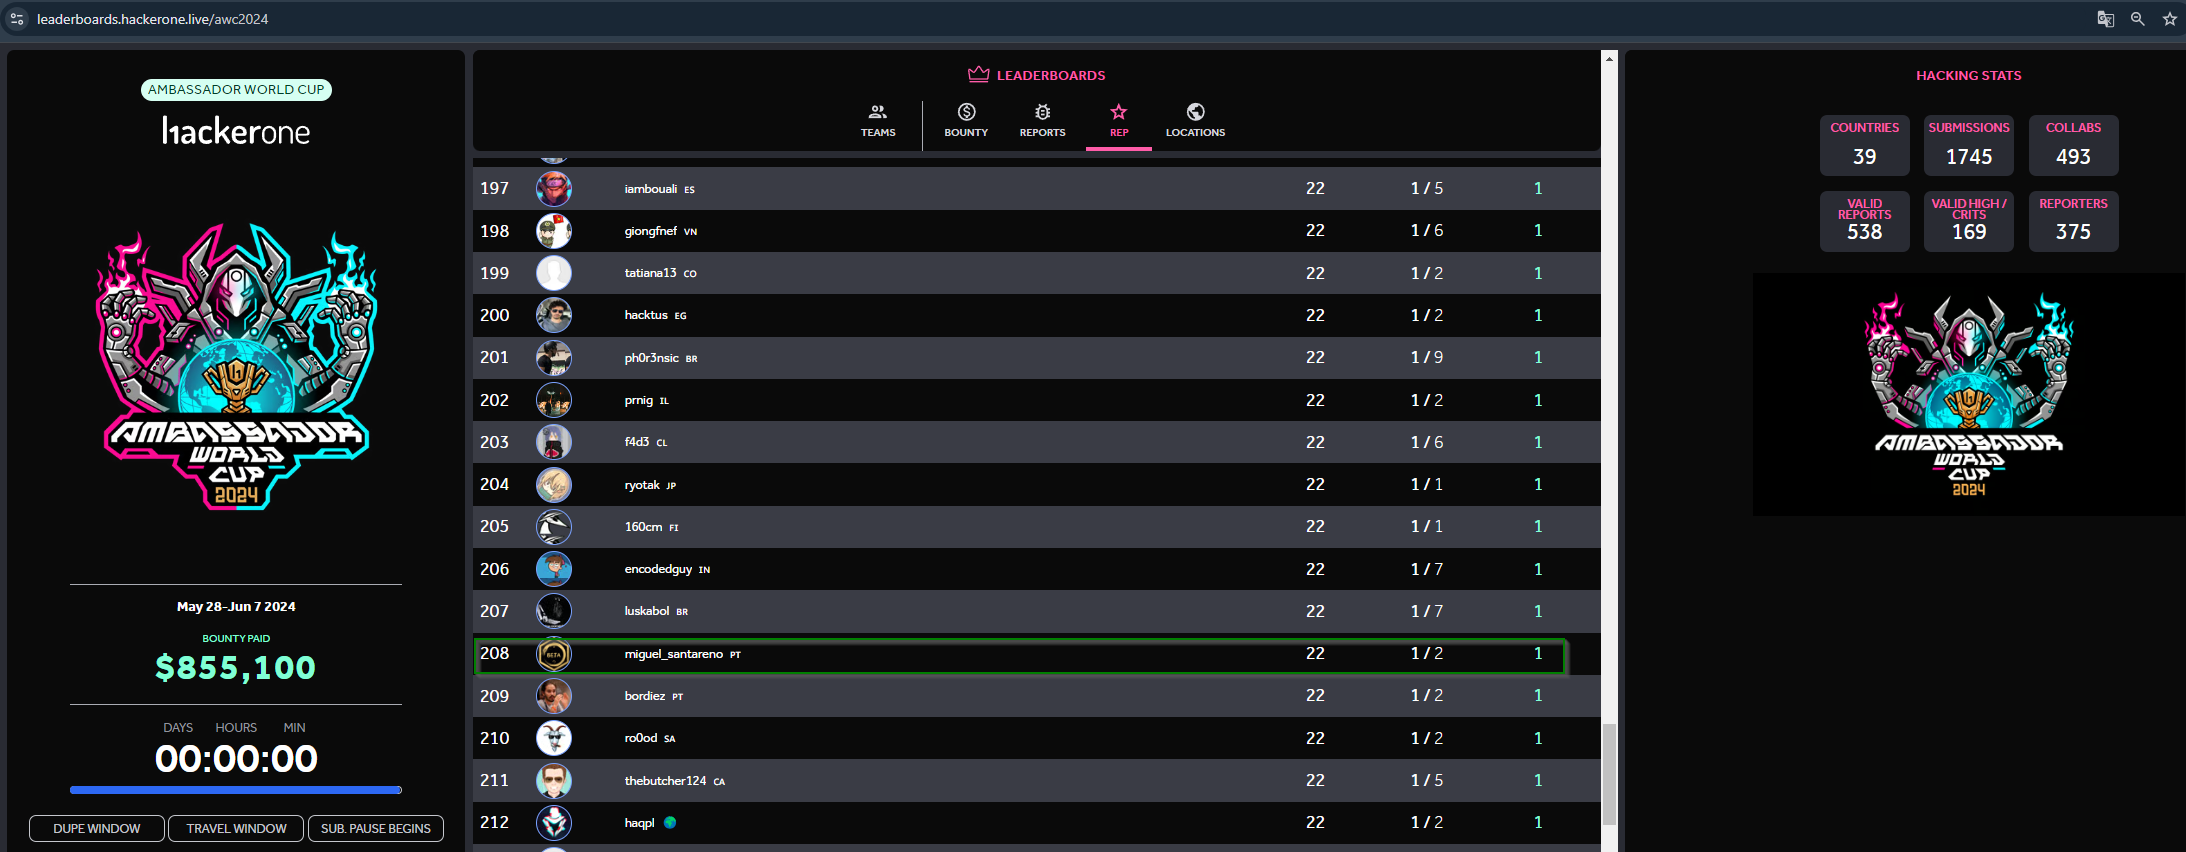 leaderboards.hackerone.live/awc2024
AMBASSADOR WORLD CUP
hackerone
AMBASSADOR
WORLD
CUP
2024
May 28-Jun 7 2024
BOUNTY PAID
$855,100
DAYS HOURS MIN
00:00:00
DUPE WINDOW TRAVEL WINDOW SUB. PAUSE BEGINS
LEADERBOARDS
TEAMS BOUNTY REPORTS REP LOCATIONS
197 iambouali ES 22 1 / 5 1
198 giongfnef VN 22 1 / 6 1
199 tatiana13 CO 22 1 / 2 1
200 hacktus EG 22 1 / 2 1
201 ph0r3nsic BR 22 1 / 9 1
202 prnig IL 22 1 / 2 1
203 f4d3 CL 22 1 / 6 1
204 ryotak JP 22 1 / 1 1
205 160cm FI 22 1 / 1 1
206 encodedguy IN 22 1 / 7 1
207 luskabol BR 22 1 / 7 1
208 BETA miguel_santareno PT 22 1 / 2 1
209 bordiez PT 22 1 / 2 1
210 ro0od SA 22 1 / 2 1
211 thebutcher124 CA 22 1 / 5 1
212 haqpl 22 1 / 2 1
HACKING STATS
COUNTRIES SUBMISSIONS COLLABS
39 1745 493
VALID REPORTS VALID HIGH / CRITS REPORTERS
538 169 375
AMBASSADOR
WORLD
CUP
2024